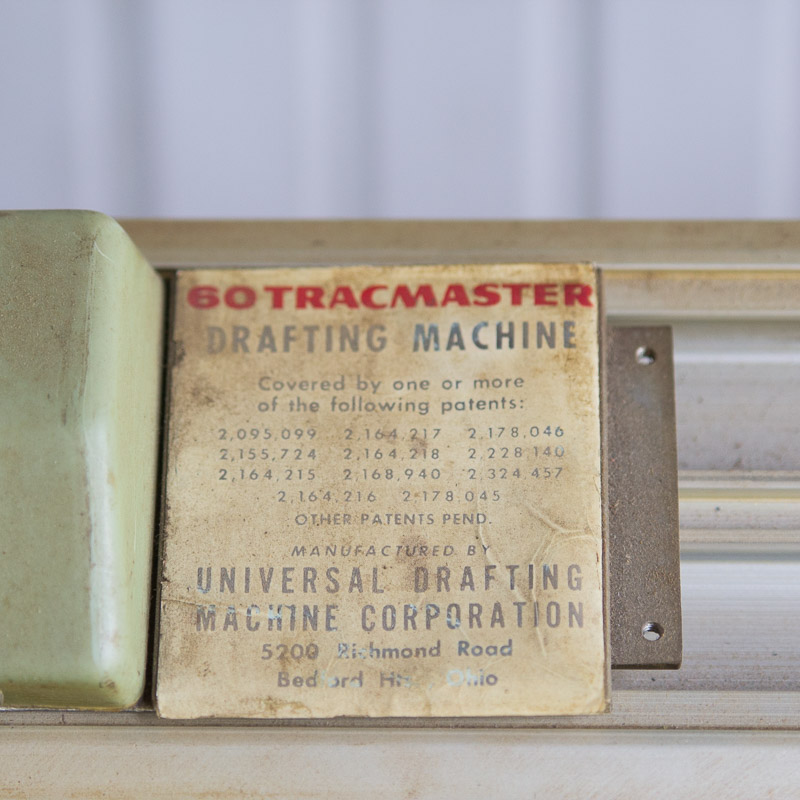 60 TRACMASTER
DRAFTING MACHINE
Covered by one or more
of the following patents:
2,095,099 2,164,217 2,178,046
2,155,724 2,164,218 2,228,140
2,164,215 2,168,940 2,324,457
2,164,216 2,178,045
OTHER PATENTS PEND.
MANUFACTURED BY
UNIVERSAL DRAFTING
MACHINE CORPORATION
5200 Richmond Road
Bedford Ohio